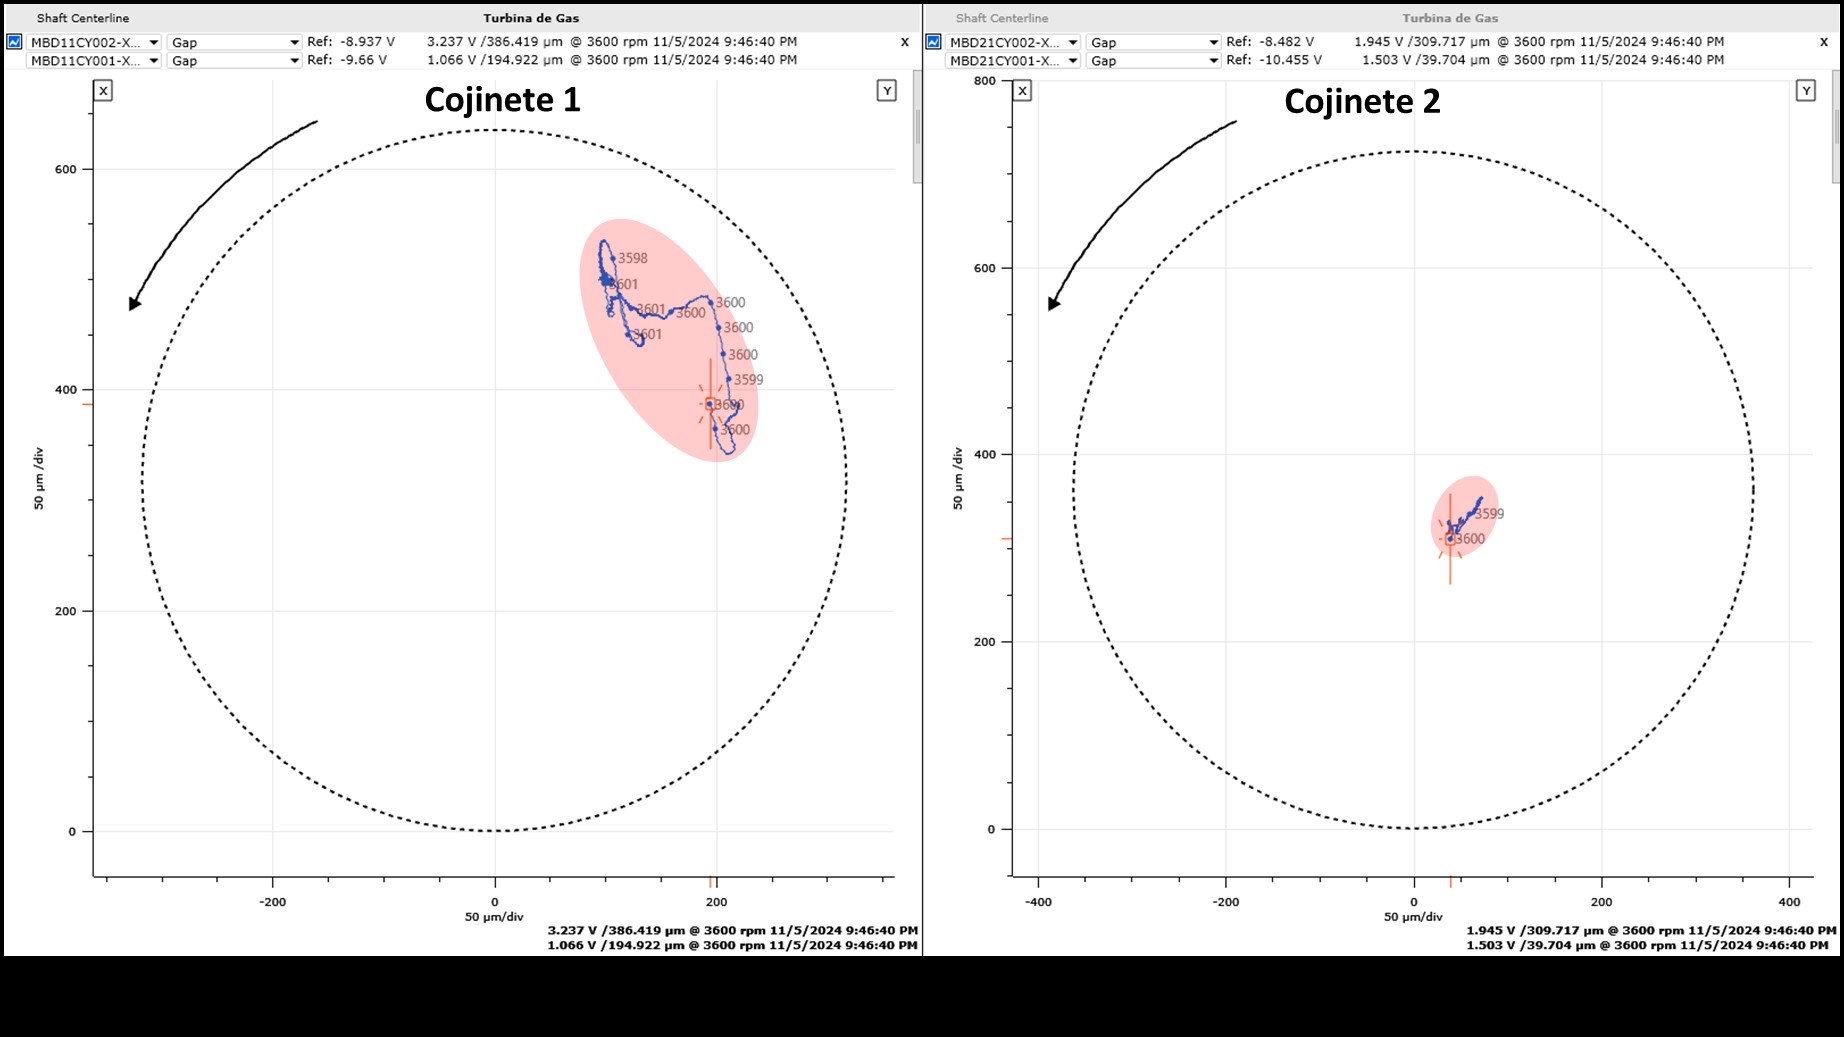 Shaft Centerline
Turbina de Gas
MBD11CY002-X... Gap Ref: -8.937 V 3.237 V /386.419 µm @ 3600 rpm 11/5/2024 9:46:40 PM X
MBD11CY001-X... Gap Ref: -9.66 V 1.066 V /194.922 µm @ 3600 rpm 11/5/2024 9:46:40 PM
X
Cojinete 1
Y
600
400
200
0
50 µm /div
3598
3601
3601
3600
3601
3600
3600
3600
3599
3600
3600
-200
0
200
50 µm/div
3.237 V /386.419 µm @ 3600 rpm 11/5/2024 9:46:40 PM
1.066 V /194.922 µm @ 3600 rpm 11/5/2024 9:46:40 PM
Shaft Centerline
Turbina de Gas
MBD21CY002-X... Gap Ref: -8.482 V 1.945 V /309.717 µm @ 3600 rpm 11/5/2024 9:46:40 PM X
MBD21CY001-X... Gap Ref: -10.455 V 1.503 V /39.704 µm @ 3600 rpm 11/5/2024 9:46:40 PM
800
X
Cojinete 2
Y
600
400
200
0
50 µm /div
3599
3600
-400
-200
0
200
400
50 µm/div
1.945 V /309.717 µm @ 3600 rpm 11/5/2024 9:46:40 PM
1.503 V /39.704 µm @ 3600 rpm 11/5/2024 9:46:40 PM